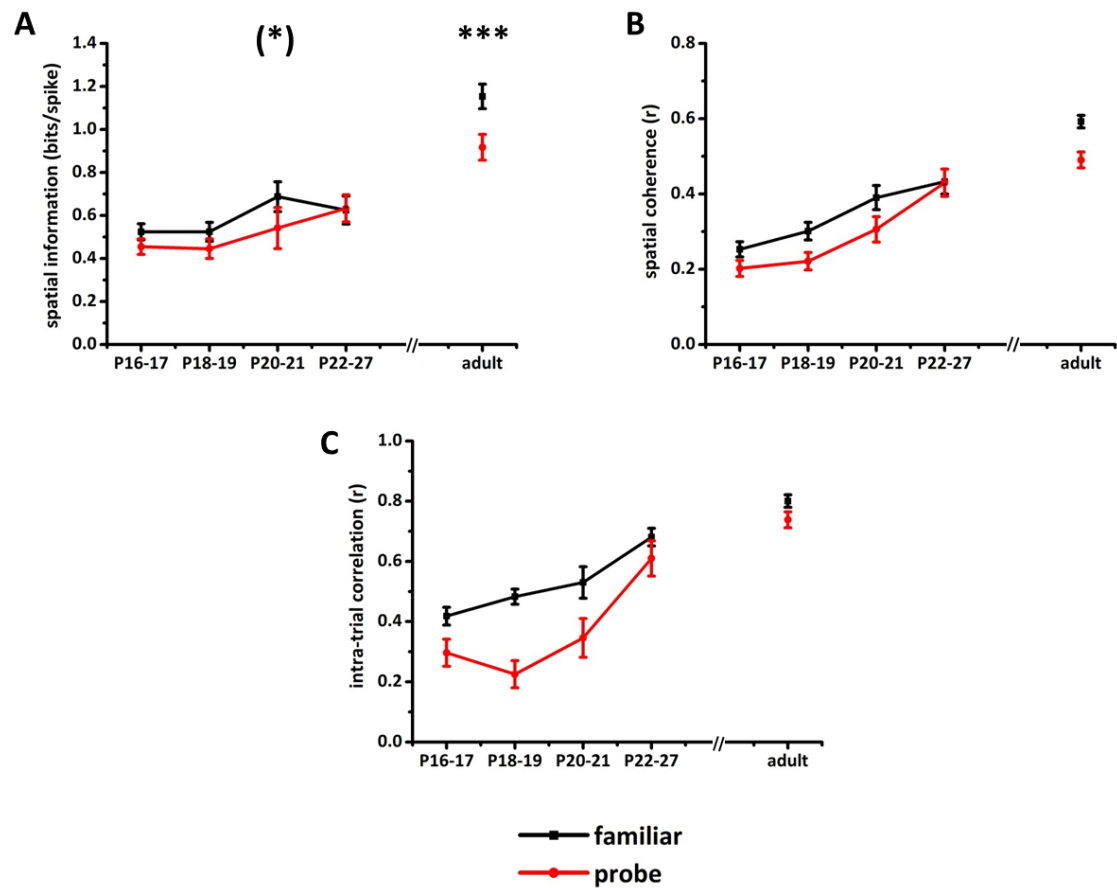 A
(*)
***
spatial information (bits/spike)
1.4
1.2
1.0
0.8
0.6
0.4
0.2
0.0
P16-17 P18-19 P20-21 P22-27 // adult
B
spatial coherence (r)
0.8
0.6
0.4
0.2
0.0
P16-17 P18-19 P20-21 P22-27 // adult
C
intra-trial correlation (r)
1.0
0.8
0.6
0.4
0.2
0.0
P16-17 P18-19 P20-21 P22-27 // adult
familiar
probe